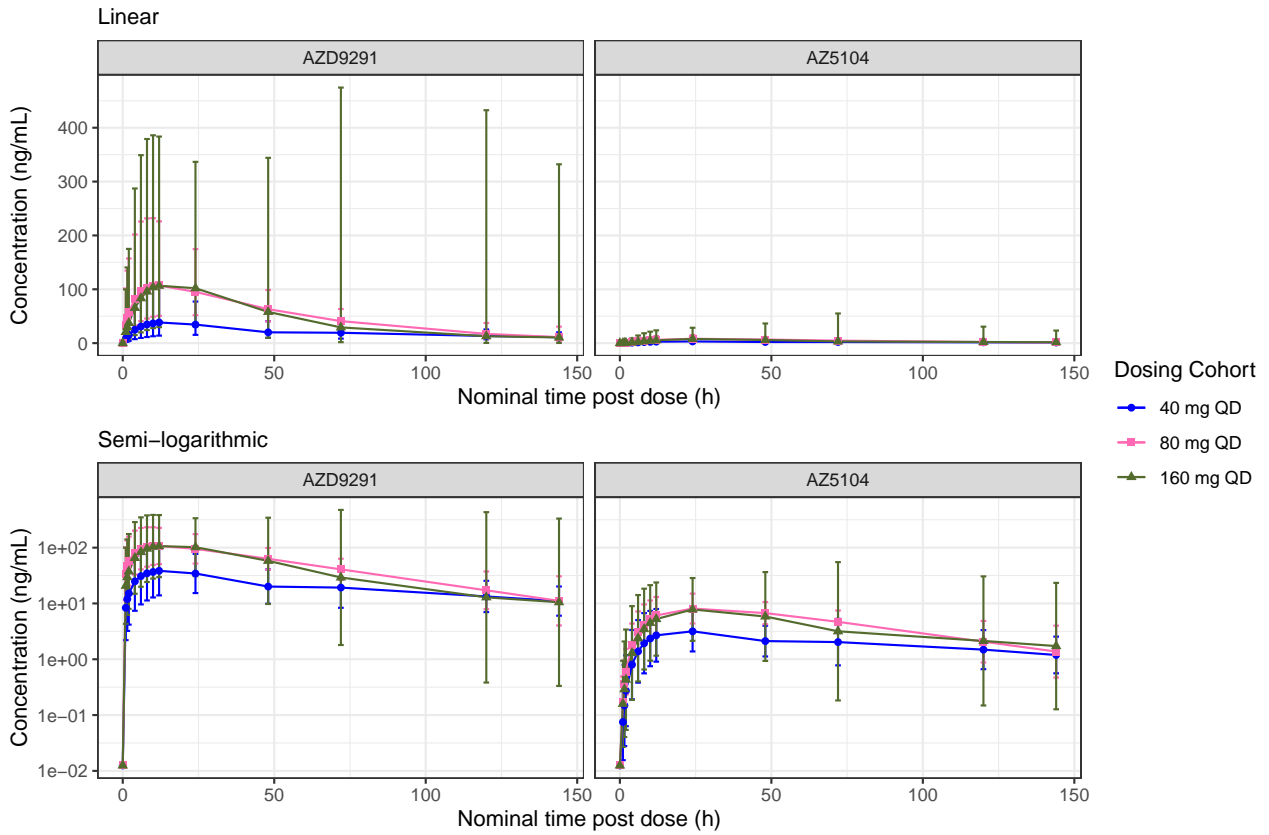 Linear
AZD9291
AZ5104
Concentration (ng/mL)
400
300
200
100
0
0
50
100
150
0
50
100
150
Nominal time post dose (h)
Semi−logarithmic
AZD9291
AZ5104
Concentration (ng/mL)
1e+02
1e+01
1e+00
1e−01
1e−02
0
50
100
150
0
50
100
150
Nominal time post dose (h)
Dosing Cohort
40 mg QD
80 mg QD
160 mg QD